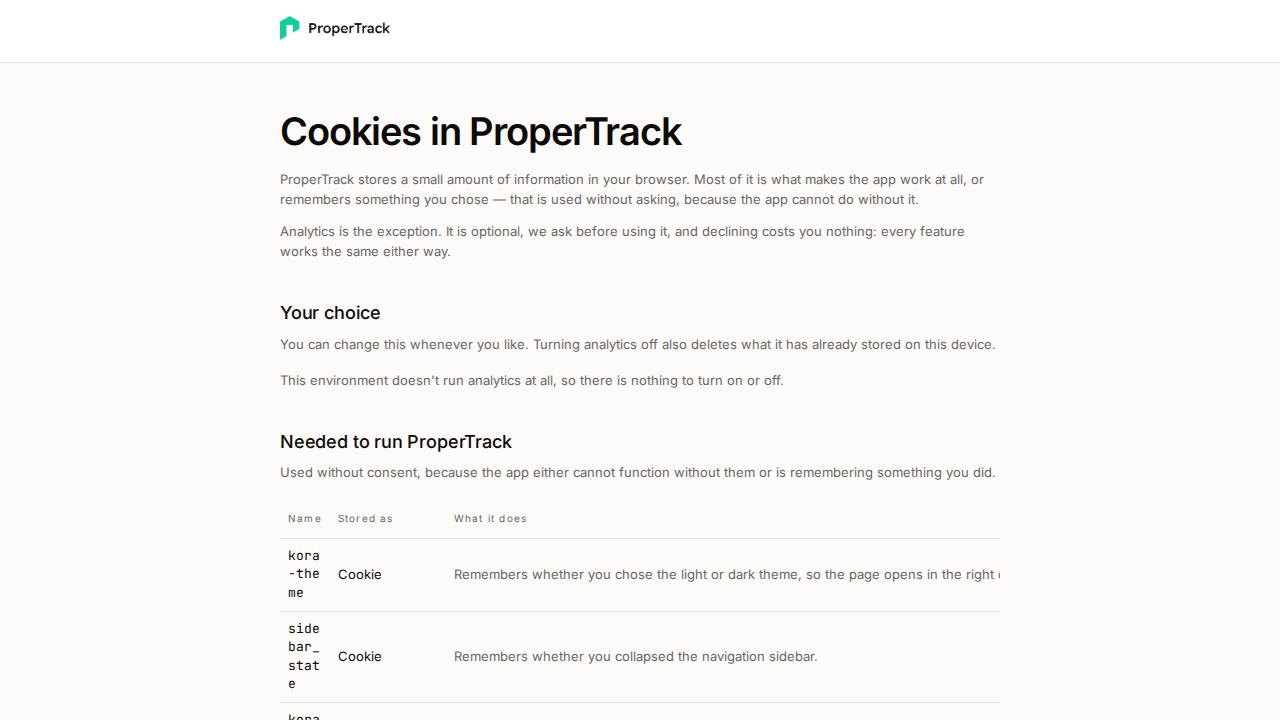 ProperTrack
Cookies in ProperTrack
ProperTrack stores a small amount of information in your browser. Most of it is what makes the app work at all, or
remembers something you chose — that is used without asking, because the app cannot do without it.
Analytics is the exception. It is optional, we ask before using it, and declining costs you nothing: every feature
works the same either way.
Your choice
You can change this whenever you like. Turning analytics off also deletes what it has already stored on this device.
This environment doesn't run analytics at all, so there is nothing to turn on or off.
Needed to run ProperTrack
Used without consent, because the app either cannot function without them or is remembering something you did.
Name Stored as What it does
kora
-the
me
Cookie
Remembers whether you chose the light or dark theme, so the page opens in the right
side
bar_
stat
e
Cookie
Remembers whether you collapsed the navigation sidebar.
kora